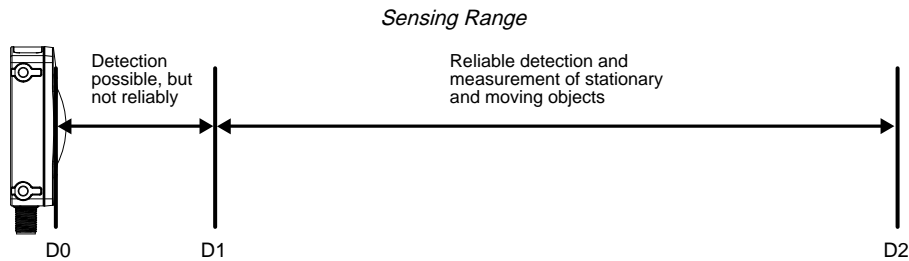 Sensing Range
Detection
possible, but
not reliably
Reliable detection and
measurement of stationary
and moving objects
D0
D1
D2